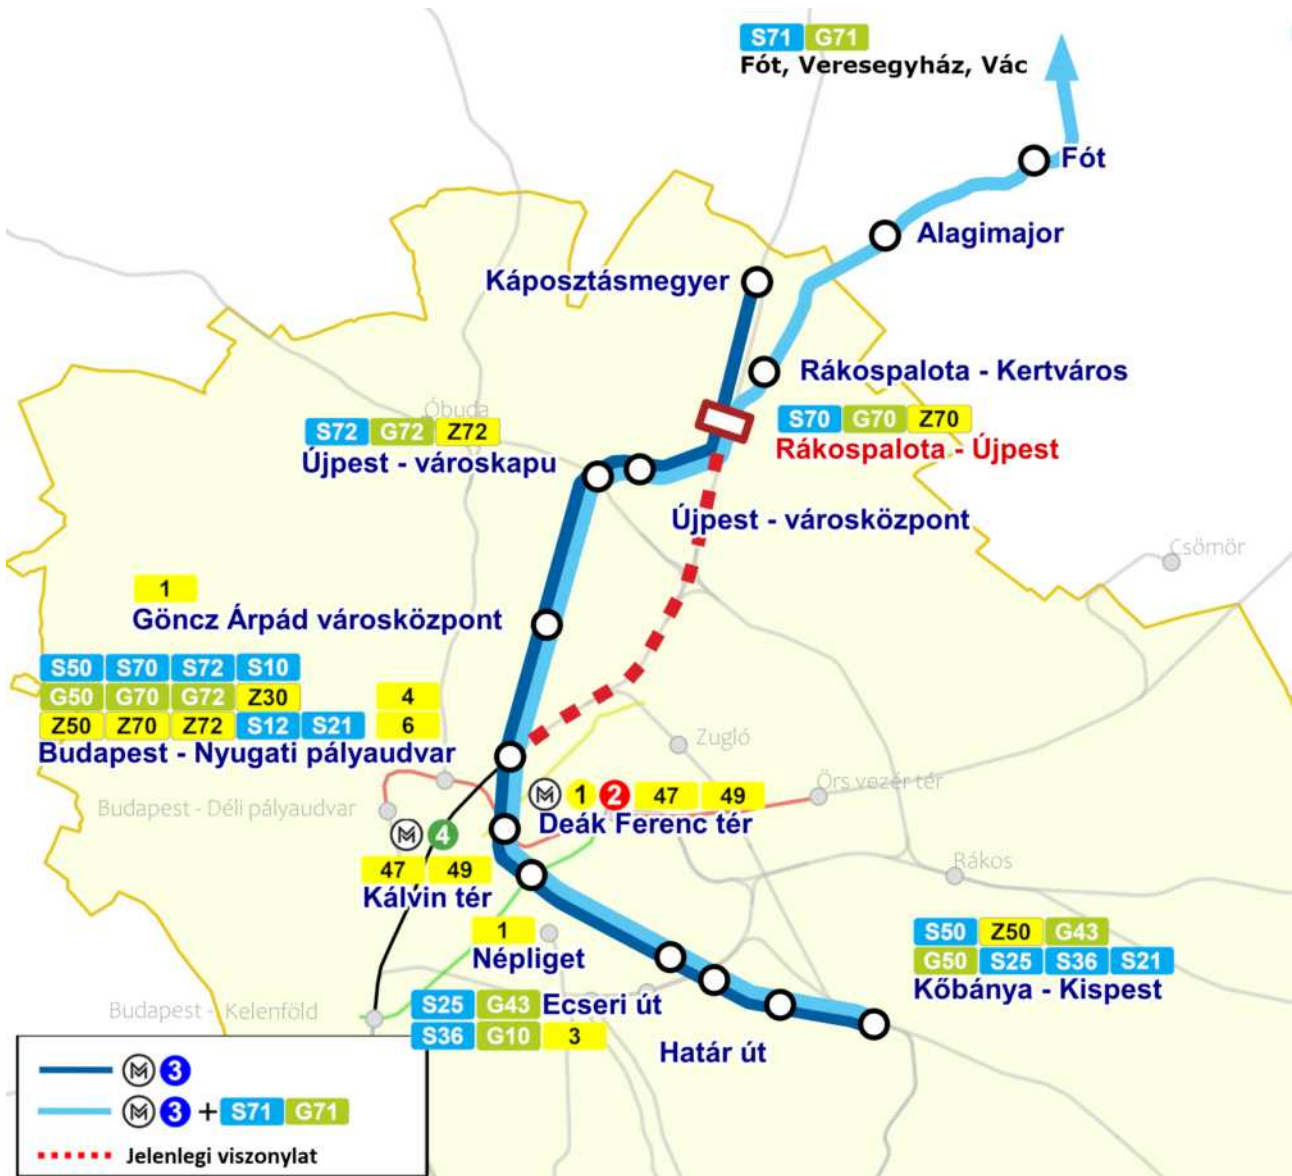 S71 G71
Fót, Veresegyház, Vác
Fót
Alagimajor
Káposztásmegyer
Rákospalota - Kertváros
Óbuda
S72 G72 Z72
Újpest - városkapu
S70 G70 Z70
Rákospalota - Újpest
Újpest - városközpont
Csömör
1
Göncz Árpád városközpont
S50 S70 S72 S10
G50 G70 G72 Z30 4
Z50 Z70 Z72 S12 S21 6
Budapest - Nyugati pályaudvar
Zugló
Budapest - Déli pályaudvar
M 1 2 47 49
Deák Ferenc tér
Örs vezér tér
M 4
47 49
Kálvin tér
Rákos
1
Népliget
S50 Z50 G43
G50 S25 S36 S21
Kőbánya - Kispest
Budapest - Kelenföld
S25 G43 Ecseri út
S36 G10 3
Határ út
M 3
M 3 + S71 G71
Jelenlegi viszonylat